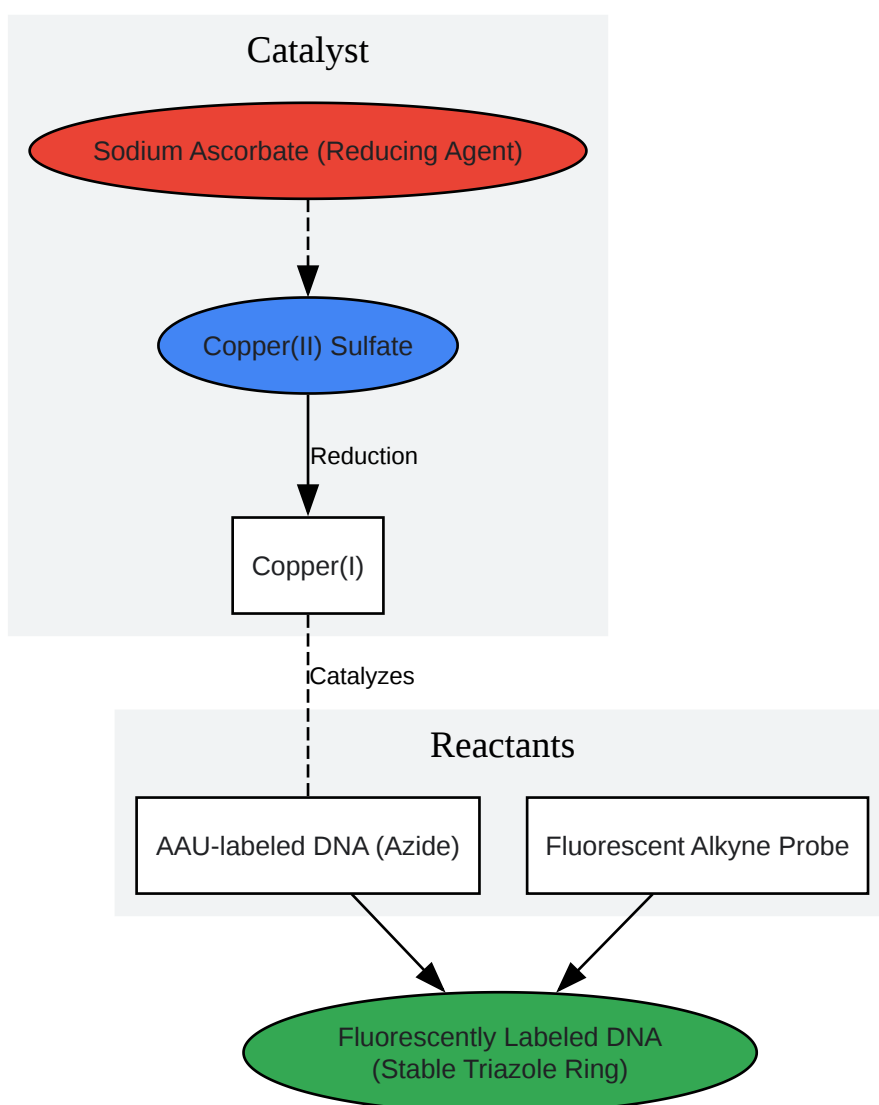 Catalyst
Sodium Ascorbate (Reducing Agent)
Copper(II) Sulfate
Reduction
Copper(I)
Catalyzes
Reactants
AAU-labeled DNA (Azide)
Fluorescent Alkyne Probe
Fluorescently Labeled DNA
(Stable Triazole Ring)